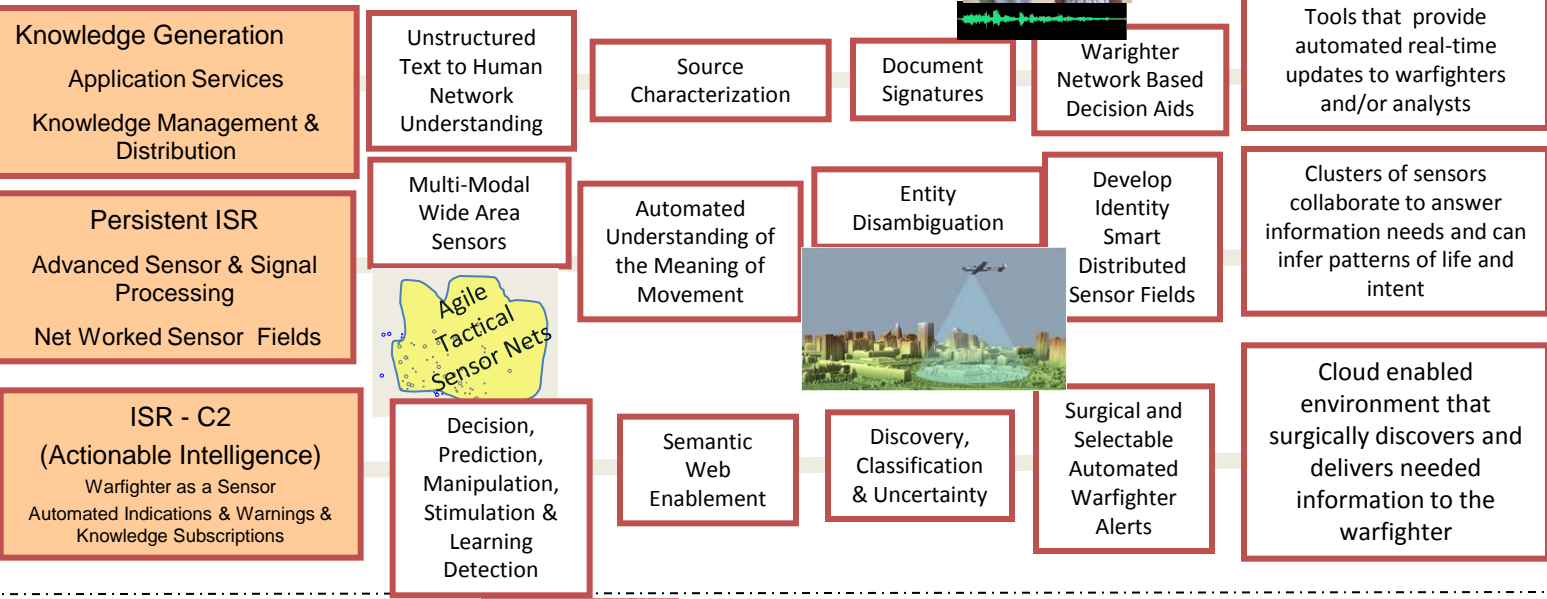 Knowledge Generation
Application Services
Knowledge Management &
Distribution
Unstructured
Text to Human
Network
Understanding
Source
Characterization
Document
Signatures
Warighter
Network Based
Decision Aids
Tools that provide
automated real-time
updates to warfighters
and/or analysts
Persistent ISR
Advanced Sensor & Signal
Processing
Net Worked Sensor Fields
Multi-Modal
Wide Area
Sensors
Agile
Tactical
Sensor Nets
Automated
Understanding of
the Meaning of
Movement
Entity
Disambiguation
Develop
Identity
Smart
Distributed
Sensor Fields
Clusters of sensors
collaborate to answer
information needs and can
infer patterns of life and
intent
ISR - C2
(Actionable Intelligence)
Warfighter as a Sensor
Automated Indications & Warnings &
Knowledge Subscriptions
Decision,
Prediction,
Manipulation,
Stimulation &
Learning
Detection
Semantic
Web
Enablement
Discovery,
Classification
& Uncertainty
Surgical and
Selectable
Automated
Warfighter
Alerts
Cloud enabled
environment that
surgically discovers and
delivers needed
information to the
warfighter